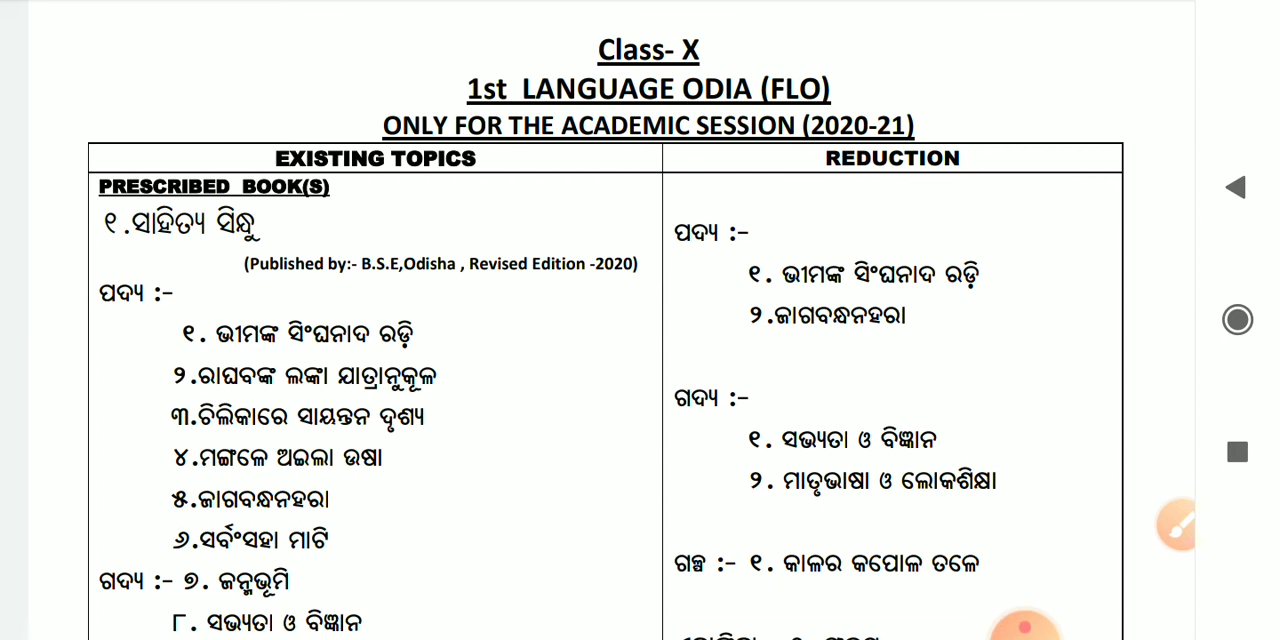 Class- X
1st LANGUAGE ODIA (FLO)
ONLY FOR THE ACADEMIC SESSION (2020-21)
EXISTING TOPICS
PRESCRIBED BOOK(S)
୧.ସାହିତ୍ୟ ସିନ୍ଧୁ
(Published by:- B.S.E,Odisha , Revised Edition -2020)
ପଦ୍ୟ :-
୧. ଭୀମଙ୍କ ସିଂଘନାଦ ରଡ଼ି
୨.ରାଘବଙ୍କ ଲଙ୍କା ଯାତ୍ରାନୁକୂଳ
୩.ଚିଲିକାରେ ସାୟନ୍ତନ ଦୃଶ୍ୟ
୪.ମଙ୍ଗଳେ ଅଇଲା ଉଷା
୫.ଜାଗବନ୍ଧନହରା
୬.ସର୍ବଂସହା ମାଟି
ଗଦ୍ୟ :- ୭. ଜନ୍ମଭୂମି
୮. ସଭ୍ୟତା ଓ ବିଜ୍ଞାନ
REDUCTION
ପଦ୍ୟ :-
୧. ଭୀମଙ୍କ ସିଂଘନାଦ ରଡ଼ି
୨.ଜାଗବନ୍ଧନହରା
ଗଦ୍ୟ :-
୧. ସଭ୍ୟତା ଓ ବିଜ୍ଞାନ
୨. ମାତୃଭାଷା ଓ ଲୋକଶିକ୍ଷା
ଗଳ୍ପ :- ୧. କାଳର କପୋଳ ତଳେ